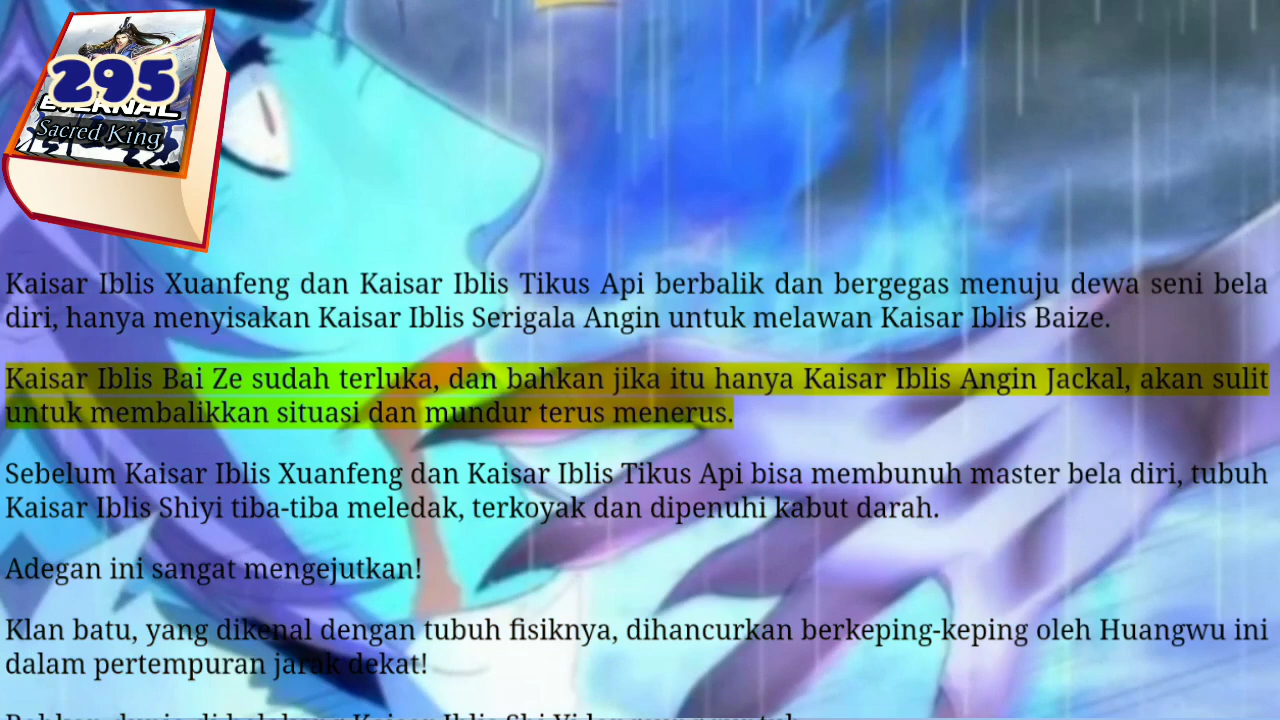 295
ETERNAL
Sacred King
Kaisar Iblis Xuanfeng dan Kaisar Iblis Tikus Api berbalik dan bergegas menuju dewa seni bela
diri, hanya menyisakan Kaisar Iblis Serigala Angin untuk melawan Kaisar Iblis Baize.
Kaisar Iblis Bai Ze sudah terluka, dan bahkan jika itu hanya Kaisar Iblis Angin Jackal, akan sulit
untuk membalikkan situasi dan mundur terus menerus.
Sebelum Kaisar Iblis Xuanfeng dan Kaisar Iblis Tikus Api bisa membunuh master bela diri, tubuh
Kaisar Iblis Shiyi tiba-tiba meledak, terkoyak dan dipenuhi kabut darah.
Adegan ini sangat mengejutkan!
Klan batu, yang dikenal dengan tubuh fisiknya, dihancurkan berkeping-keping oleh Huangwu ini
dalam pertempuran jarak dekat!